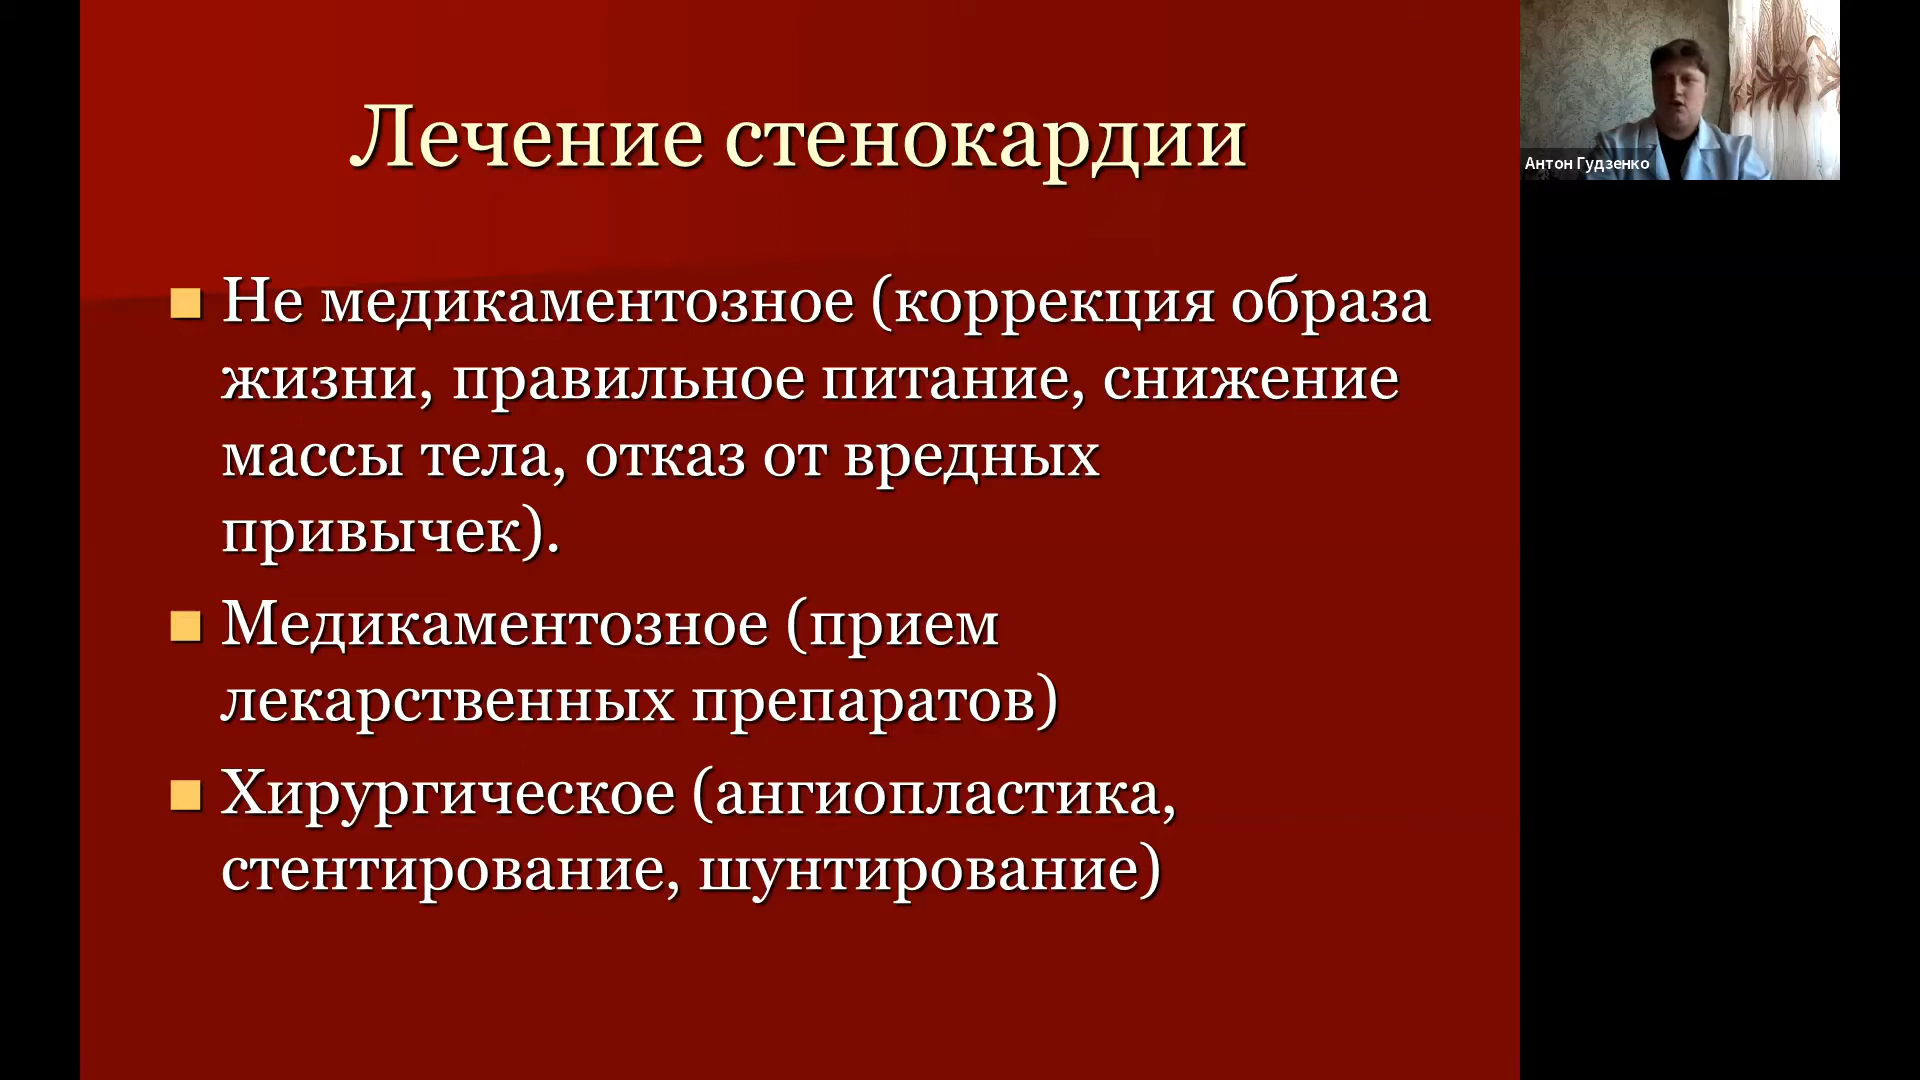 Лечение стенокардии
Не медикаментозное (коррекция образа
жизни, правильное питание, снижение
массы тела, отказ от вредных
привычек).
Медикаментозное (прием
лекарственных препаратов)
Хирургическое (ангиопластика,
стентирование, шунтирование)
Антон Гудзенко